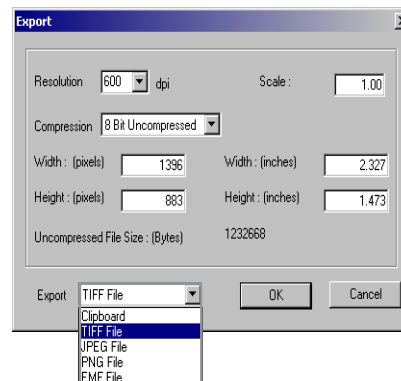 Export
Resolution 600 dpi Scale : 1.00
Compression 8 Bit Uncompressed
Width : (pixels) 1396 Width : (inches) 2.327
Height : (pixels) 883 Height : (inches) 1.473
Uncompressed File Size : (Bytes) 1232668
Export TIFF File OK Cancel
Clipboard
TIFF File
JPEG File
PNG File
EMF File